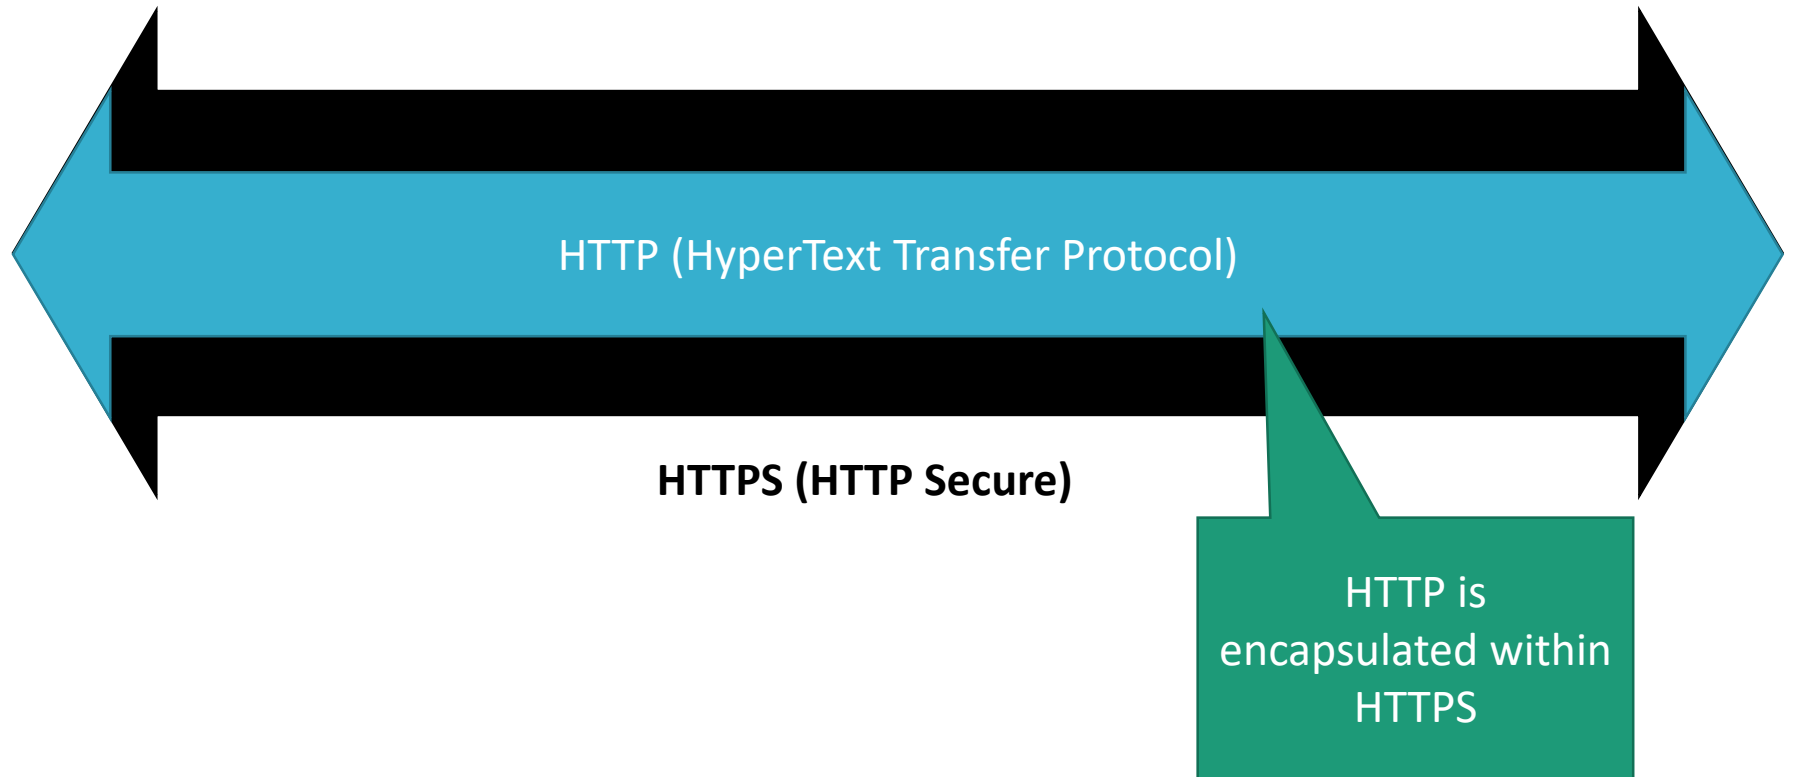 HTTP (HyperText Transfer Protocol)
HTTPS (HTTP Secure)
HTTP is
encapsulated within
HTTPS